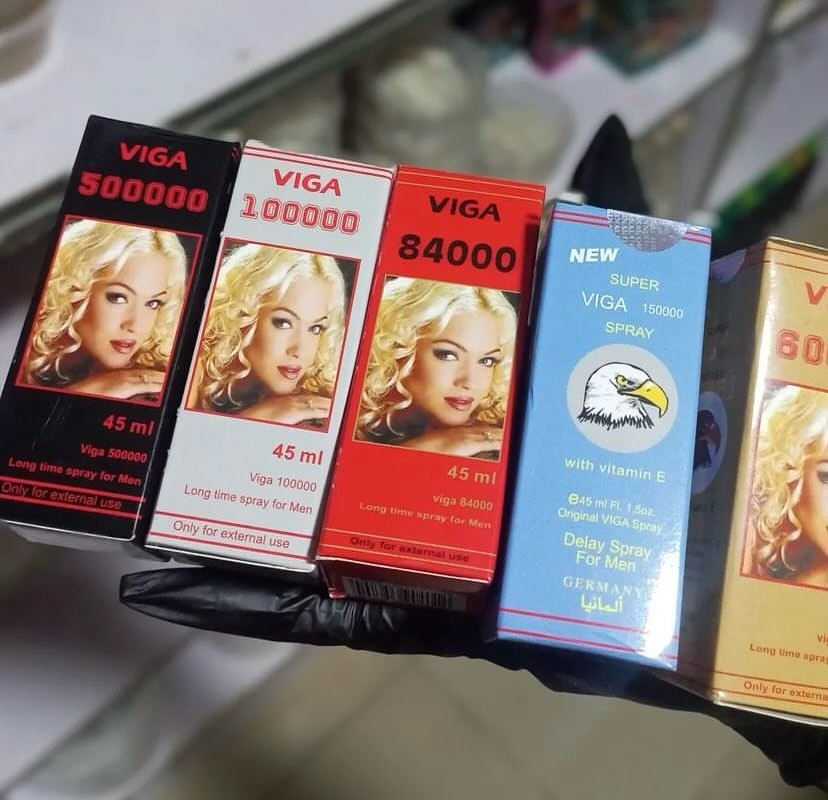 VIGA
500000
45 ml
Viga 500000
Long time spray for Men
Only for external use
VIGA
100000
45 ml
Viga 100000
Long time spray for Men
Only for external use
VIGA
84000
45 ml
viga 84000
Long time spray for Men
Only for external use
NEW
SUPER
VIGA 150000
SPRAY
with vitamin E
e45 ml Fl. 1.5oz.
Original VIGA Spray
Delay Spray
For Men
GERMANY
ألمانيا
Long time
Only for